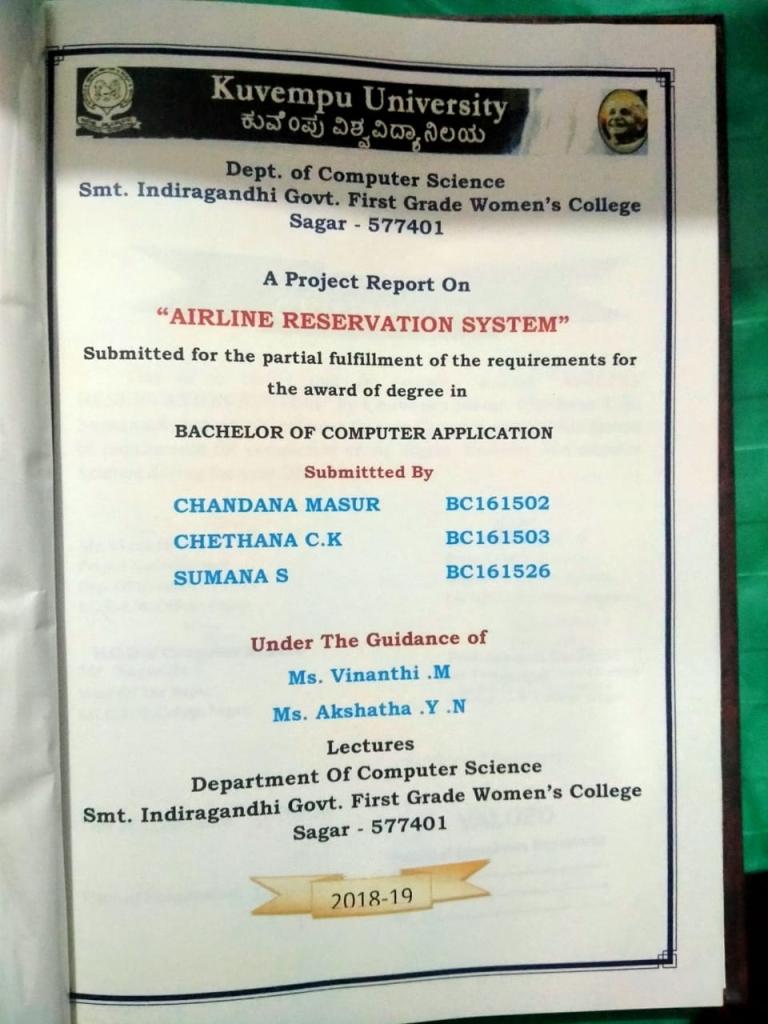 Kuvempu University
ಕುವೆಂಪು ವಿಶ್ವವಿದ್ಯಾನಿಲಯ
Dept. of Computer Science
Smt. Indiragandhi Govt. First Grade Women's College
Sagar - 577401
A Project Report On
“AIRLINE RESERVATION SYSTEM”
Submitted for the partial fulfillment of the requirements for
the award of degree in
BACHELOR OF COMPUTER APPLICATION
Submittted By
CHANDANA MASUR BC161502
CHETHANA C.K BC161503
SUMANA S BC161526
Under The Guidance of
Ms. Vinanthi .M
Ms. Akshatha .Y .N
Lectures
Department Of Computer Science
Smt. Indiragandhi Govt. First Grade Women's College
Sagar - 577401
2018-19